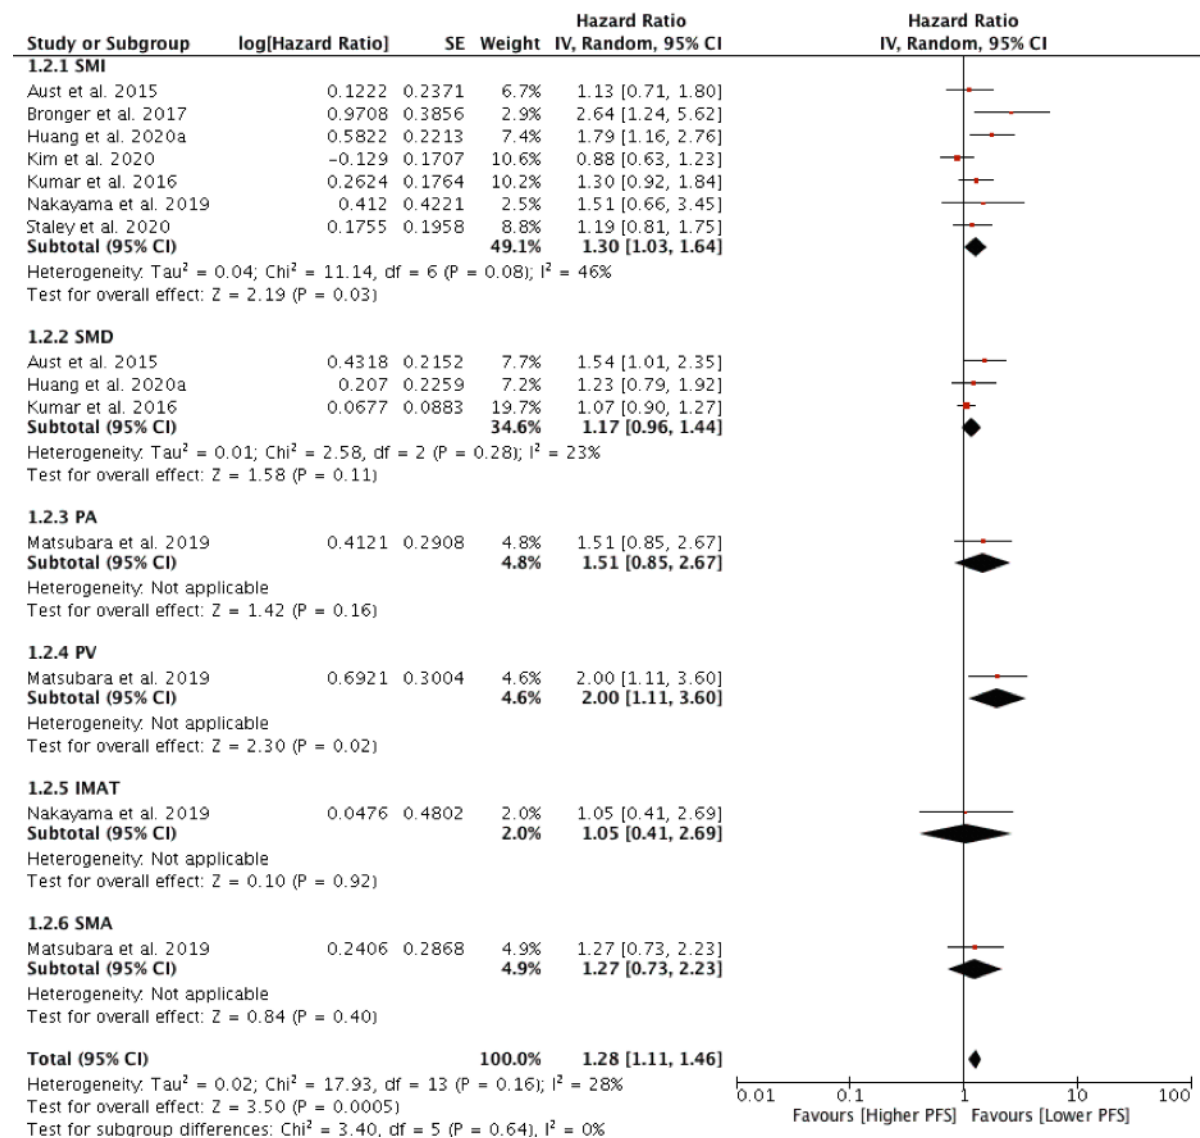 Hazard Ratio Hazard Ratio
Study or Subgroup log[Hazard Ratio] SE Weight IV, Random, 95% CI IV, Random, 95% CI
1.2.1 SMI
Aust et al. 2015 0.1222 0.2371 6.7% 1.13 [0.71, 1.80]
Bronger et al. 2017 0.9708 0.3856 2.9% 2.64 [1.24, 5.62]
Huang et al. 2020a 0.5822 0.2213 7.4% 1.79 [1.16, 2.76]
Kim et al. 2020 -0.129 0.1707 10.6% 0.88 [0.63, 1.23]
Kumar et al. 2016 0.2624 0.1764 10.2% 1.30 [0.92, 1.84]
Nakayama et al. 2019 0.412 0.4221 2.5% 1.51 [0.66, 3.45]
Staley et al. 2020 0.1755 0.1958 8.8% 1.19 [0.81, 1.75]
Subtotal (95% CI) 49.1% 1.30 [1.03, 1.64]
Heterogeneity: Tau² = 0.04; Chi² = 11.14, df = 6 (P = 0.08); I² = 46%
Test for overall effect: Z = 2.19 (P = 0.03)
1.2.2 SMD
Aust et al. 2015 0.4318 0.2152 7.7% 1.54 [1.01, 2.35]
Huang et al. 2020a 0.207 0.2259 7.2% 1.23 [0.79, 1.92]
Kumar et al. 2016 0.0677 0.0883 19.7% 1.07 [0.90, 1.27]
Subtotal (95% CI) 34.6% 1.17 [0.96, 1.44]
Heterogeneity: Tau² = 0.01; Chi² = 2.58, df = 2 (P = 0.28); I² = 23%
Test for overall effect: Z = 1.58 (P = 0.11)
1.2.3 PA
Matsubara et al. 2019 0.4121 0.2908 4.8% 1.51 [0.85, 2.67]
Subtotal (95% CI) 4.8% 1.51 [0.85, 2.67]
Heterogeneity: Not applicable
Test for overall effect: Z = 1.42 (P = 0.16)
1.2.4 PV
Matsubara et al. 2019 0.6921 0.3004 4.6% 2.00 [1.11, 3.60]
Subtotal (95% CI) 4.6% 2.00 [1.11, 3.60]
Heterogeneity: Not applicable
Test for overall effect: Z = 2.30 (P = 0.02)
1.2.5 IMAT
Nakayama et al. 2019 0.0476 0.4802 2.0% 1.05 [0.41, 2.69]
Subtotal (95% CI) 2.0% 1.05 [0.41, 2.69]
Heterogeneity: Not applicable
Test for overall effect: Z = 0.10 (P = 0.92)
1.2.6 SMA
Matsubara et al. 2019 0.2406 0.2868 4.9% 1.27 [0.73, 2.23]
Subtotal (95% CI) 4.9% 1.27 [0.73, 2.23]
Heterogeneity: Not applicable
Test for overall effect: Z = 0.84 (P = 0.40)
Total (95% CI) 100.0% 1.28 [1.11, 1.46]
Heterogeneity: Tau² = 0.02; Chi² = 17.93, df = 13 (P = 0.16); I² = 28%
Test for overall effect: Z = 3.50 (P = 0.0005)
Test for subgroup differences: Chi² = 3.40, df = 5 (P = 0.64), I² = 0%
0.01 0.1 1 10 100
Favours [Higher PFS] Favours [Lower PFS]